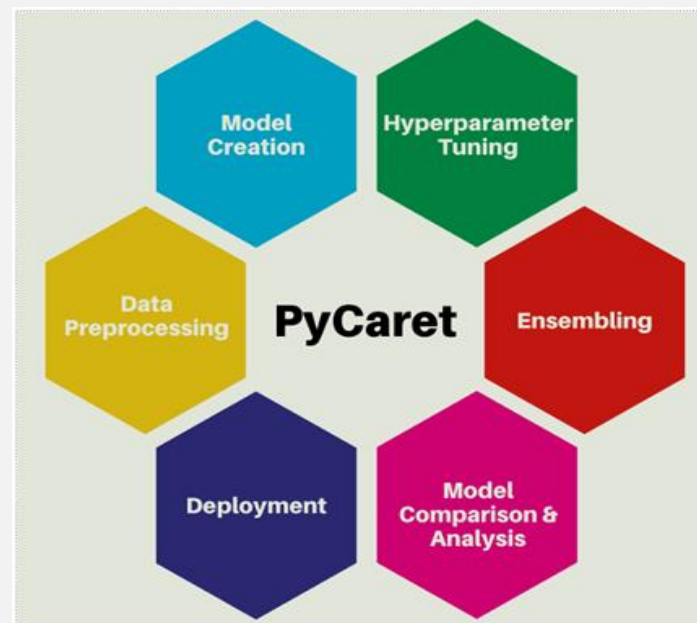 Model
Creation
Hyperparameter
Tuning
Data
Preprocessing
PyCaret
Ensembling
Deployment
Model
Comparison &
Analysis